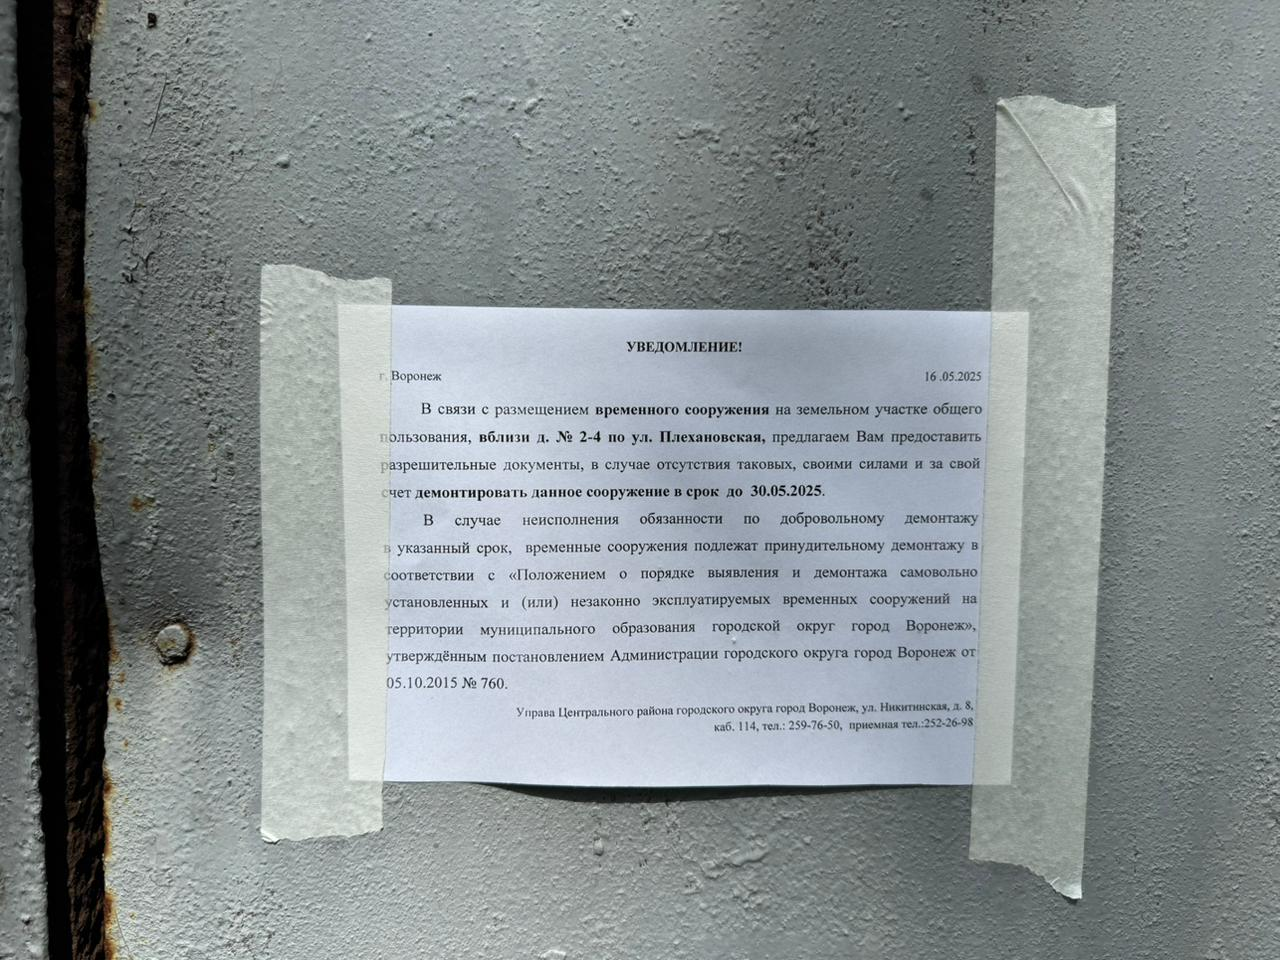 УВЕДОМЛЕНИЕ!
г. Воронеж 16 .05.2025
В связи с размещением временного сооружения на земельном участке общего
пользования, вблизи д. № 2-4 по ул. Плехановская, предлагаем Вам предоставить
разрешительные документы, в случае отсутствия таковых, своими силами и за свой
счет демонтировать данное сооружение в срок до 30.05.2025.
В случае неисполнения обязанности по добровольному демонтажу
в указанный срок, временные сооружения подлежат принудительному демонтажу в
соответствии с «Положением о порядке выявления и демонтажа самовольно
установленных и (или) незаконно эксплуатируемых временных сооружений на
территории муниципального образования городской округ город Воронеж»,
утверждённым постановлением Администрации городского округа город Воронеж от
05.10.2015 № 760.
Управа Центрального района городского округа город Воронеж, ул. Никитинская, д. 8,
каб. 114, тел.: 259-76-50, приемная тел.:252-26-98